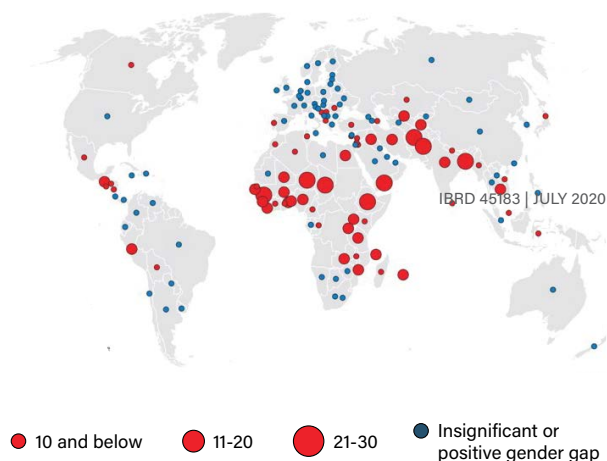 IBRD 45183 | JULY 2020
10 and below
11-20
21-30
Insignificant or
positive gender gap